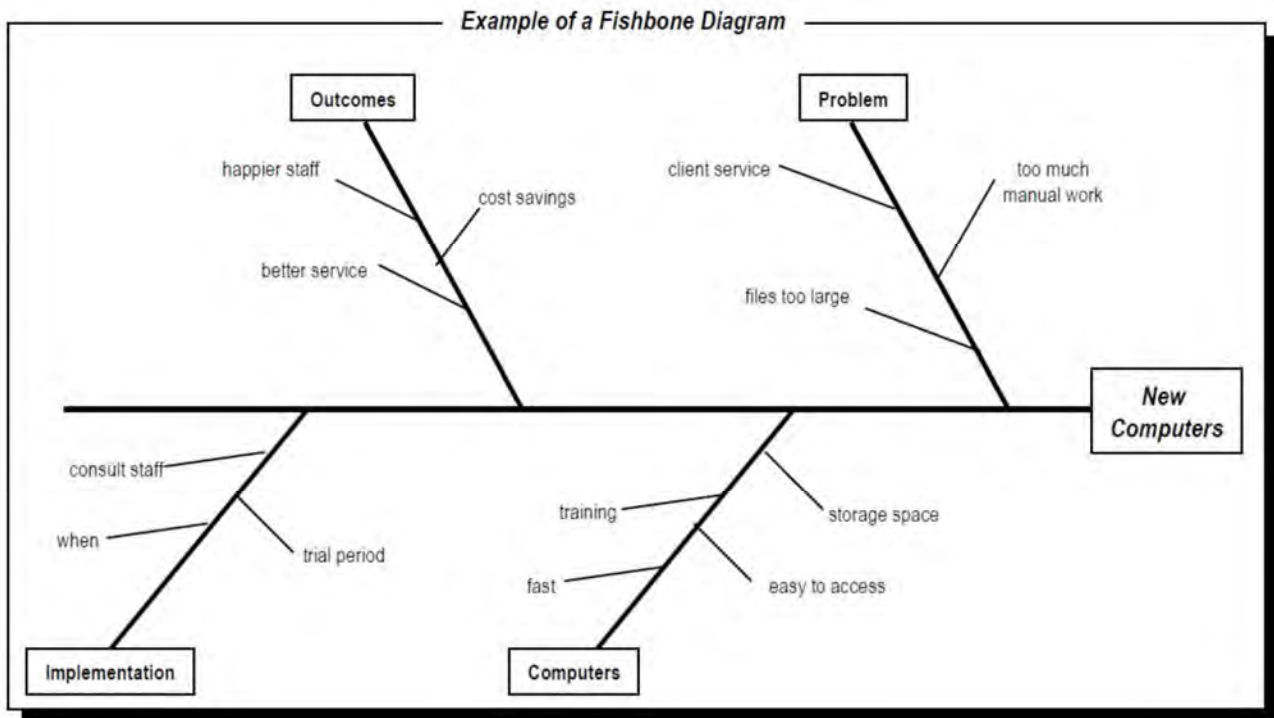 Example of a Fishbone Diagram
Outcomes
Problem
happier staff
cost savings
better service
client service
too much
manual work
files too large
New
Computers
consult staff
when
trial period
training
storage space
fast
easy to access
Implementation
Computers